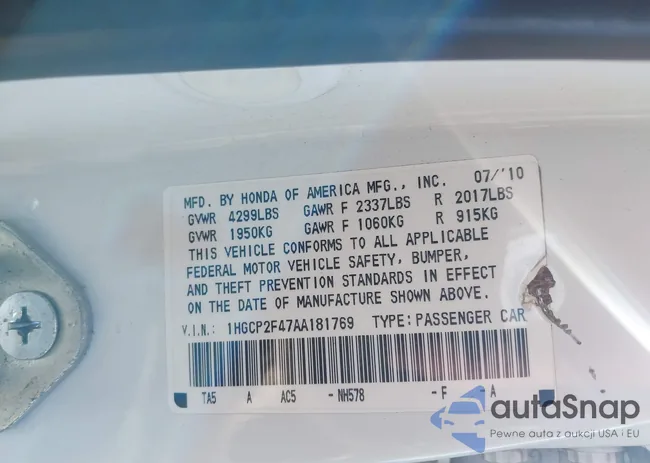 MFD. BY HONDA OF AMERICA MFG., INC. 07/'10
GVWR 4299LBS GAWR F 2337LBS R 2017LBS
GVWR 1950KG GAWR F 1060KG R 915KG
THIS VEHICLE CONFORMS TO ALL APPLICABLE
FEDERAL MOTOR VEHICLE SAFETY, BUMPER,
AND THEFT PREVENTION STANDARDS IN EFFECT
ON THE DATE OF MANUFACTURE SHOWN ABOVE.
V.I.N.: 1HGCP2F47AA181769 TYPE: PASSENGER CAR
TA5 A AC5 -NH578 -F -A
autaSnap
Pewne auta z aukcji USA i EU